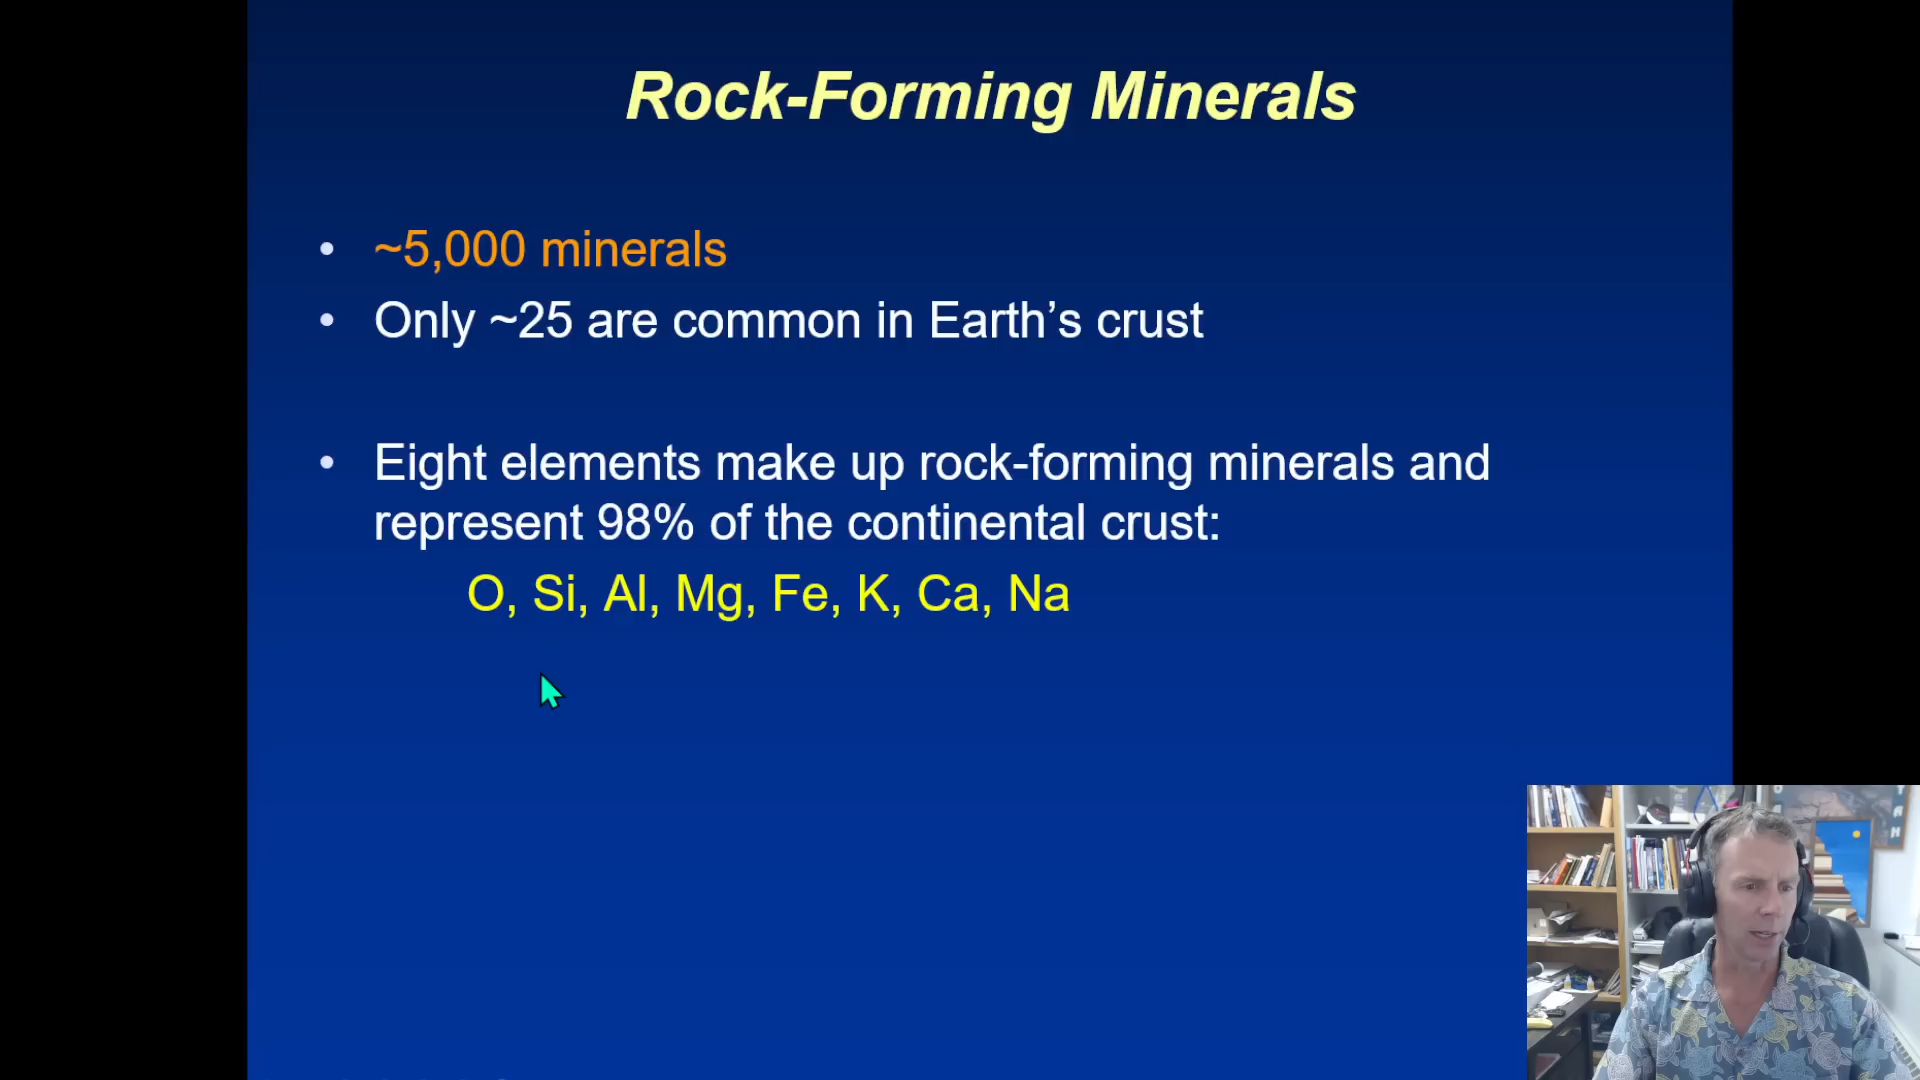 Rock-Forming Minerals
• ~5,000 minerals
• Only ~25 are common in Earth’s crust
• Eight elements make up rock-forming minerals and
represent 98% of the continental crust:
O, Si, Al, Mg, Fe, K, Ca, Na